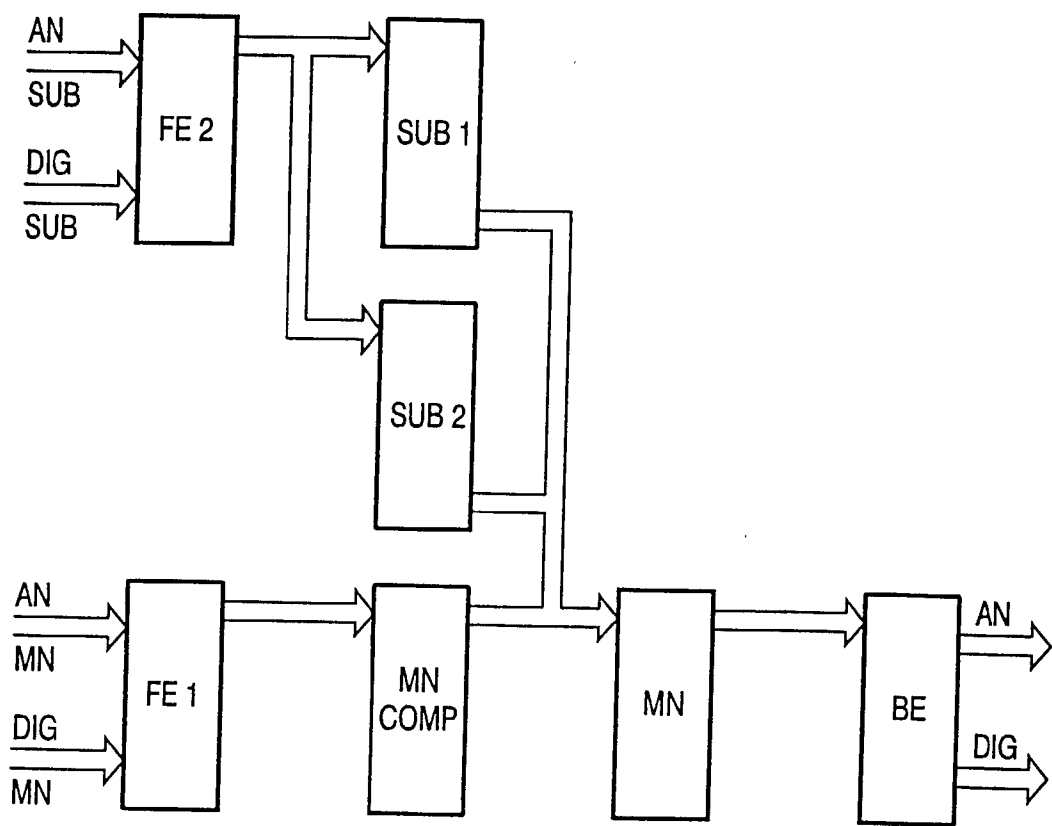 AN
SUB
DIG
SUB
FE 2
SUB 1
SUB 2
AN
MN
DIG
MN
FE 1
MN
COMP
MN
BE
AN
DIG